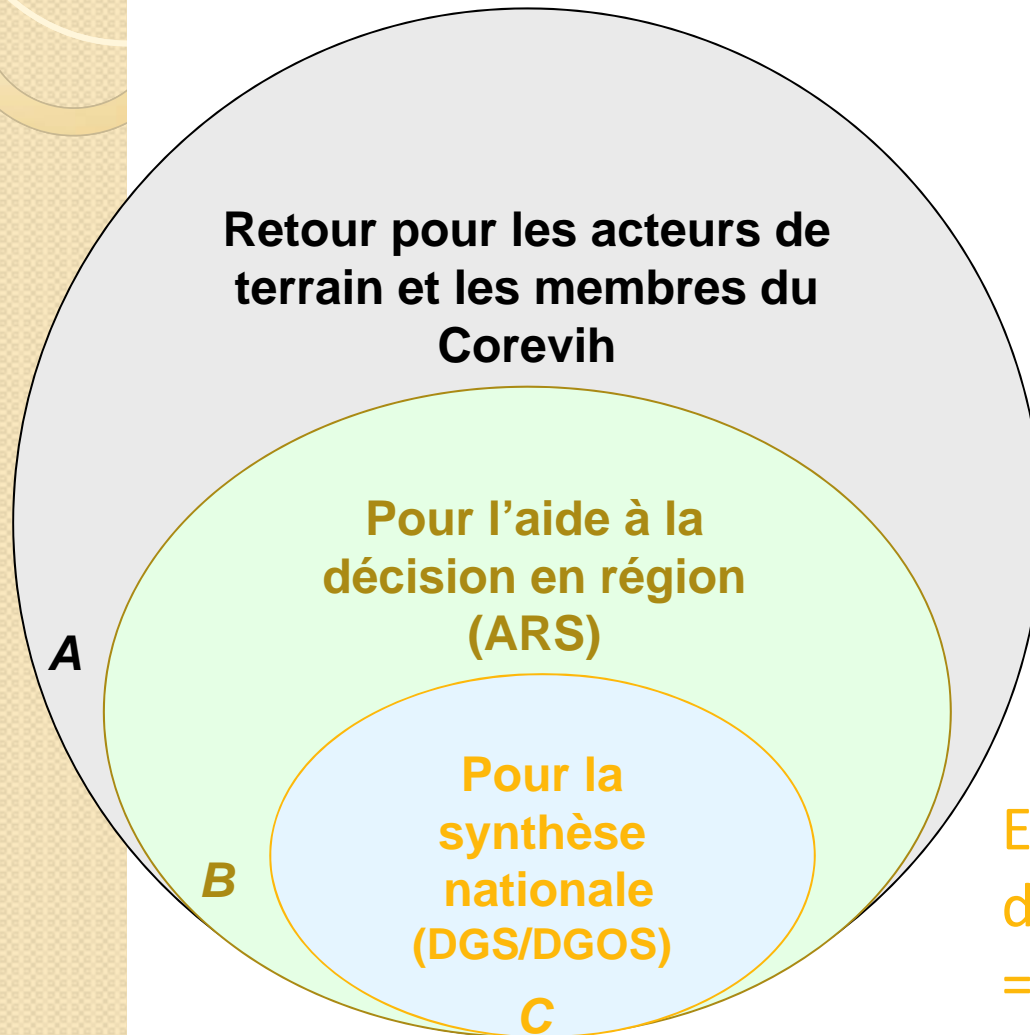 Retour pour les acteurs de
terrain et les membres du
Corevih
Pour l’aide à la
décision en région
(ARS)
A
Pour la
synthèse
nationale
(DGS/DGOS)
B
C
E
d
=